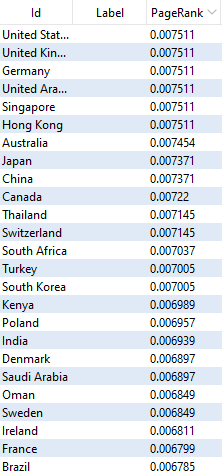 Id Label PageRank
United Stat... 0.007511
United Kin... 0.007511
Germany 0.007511
United Ara... 0.007511
Singapore 0.007511
Hong Kong 0.007511
Australia 0.007454
Japan 0.007371
China 0.007371
Canada 0.00722
Thailand 0.007145
Switzerland 0.007145
South Africa 0.007037
Turkey 0.007005
South Korea 0.007005
Kenya 0.006989
Poland 0.006957
India 0.006939
Denmark 0.006897
Saudi Arabia 0.006897
Oman 0.006849
Sweden 0.006849
Ireland 0.006811
France 0.006799
Brazil 0.006785